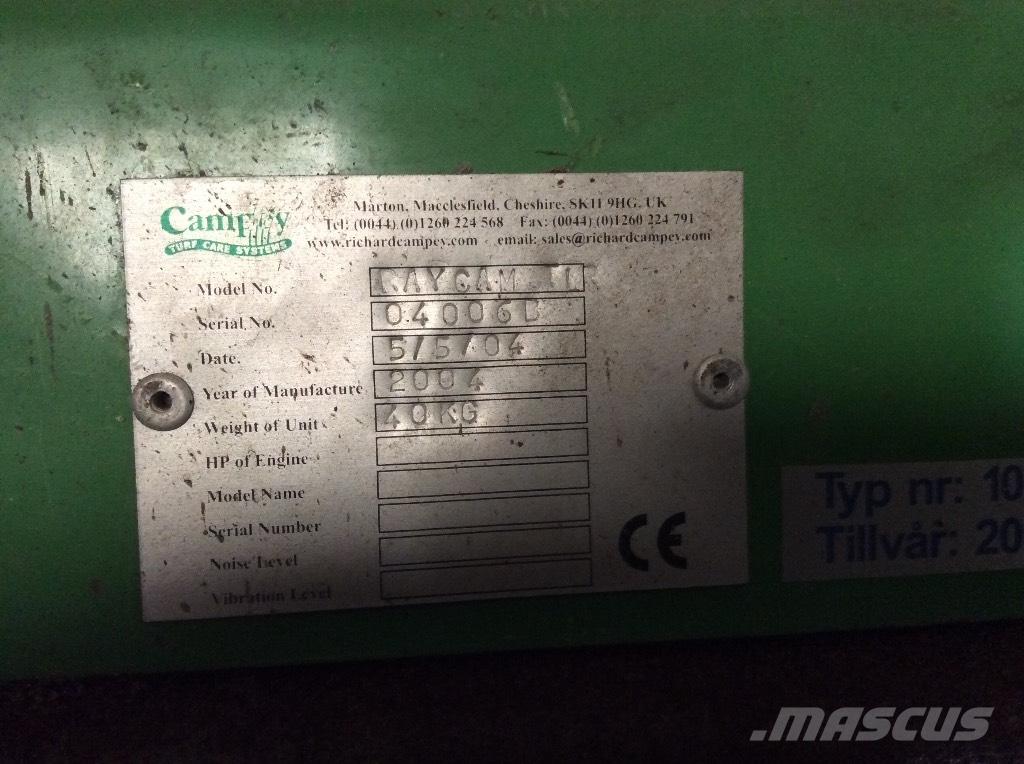 Campey
TURF CARE SYSTEMS
Marton, Macclesfield, Cheshire, SK11 9HG, UK
Tel: (0044) (0)1260 224 568 Fax: (0044) (0)1260 224 791
www.richardcampey.com email: sales@richardcampey.com
Model No.
Serial No. 04006
Date. 5/5/04
Year of Manufacture 2004
Weight of Unit 40KG
HP of Engine
Model Name
Serial Number
Noise Level
Vibration Level
CE
Typ nr: 10
Tillvår: 20
MASCUS